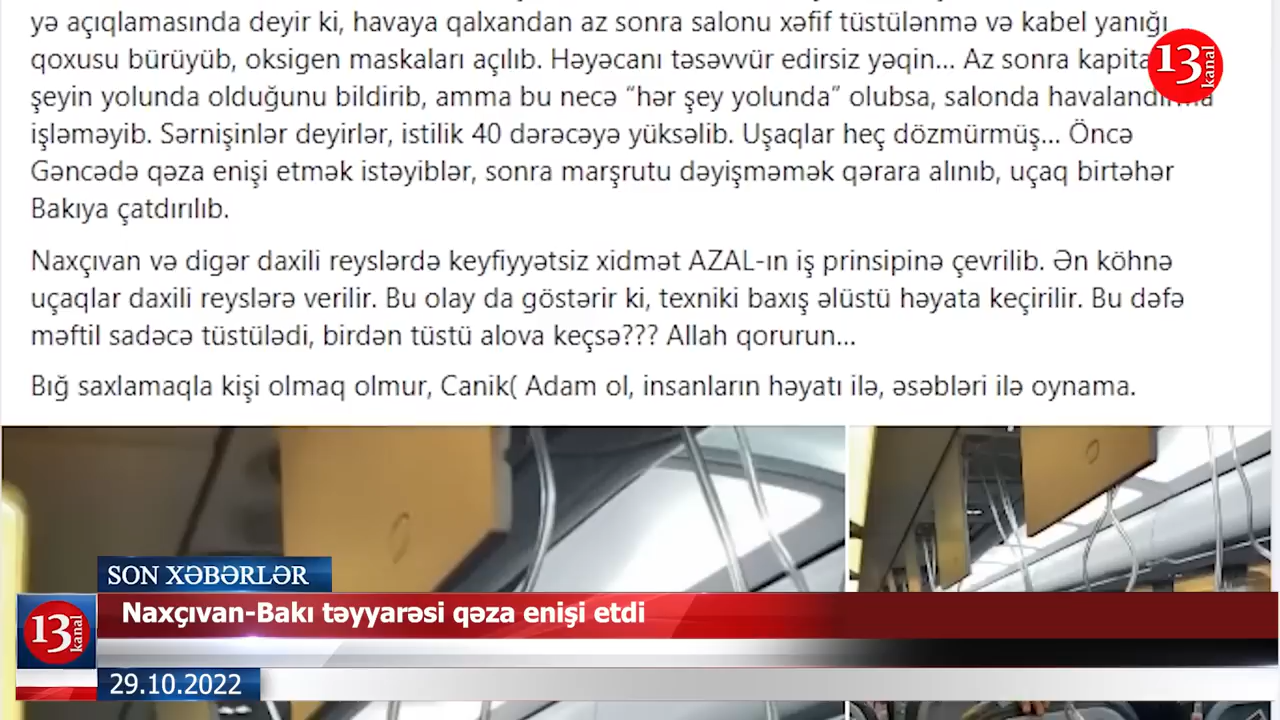 yə açıqlamasında deyir ki, havaya qalxandan az sonra salonu xəfif tüstülənmə və kabel yanığı
qoxusu bürüyüb, oksigen maskaları açılıb. Həyəcanı təsəvvür edirsiz yəqin... Az sonra
şeyin yolunda olduğunu bildirib, amma bu necə “hər şey yolunda” olubsa, salonda
işləməyib. Sərnişinlər deyirlər, istilik 40 dərəcəyə yüksəlib. Uşaqlar heç dözmürmüş... Öncə
Gəncədə qəza enişi etmək istəyiblər, sonra marşrutu dəyişməmək qərara alınıb, uçaq birtəhər
Bakıya çatdırılıb.
Naxçıvan və digər daxili reyslərdə keyfiyyətsiz xidmət AZAL-ın iş prinsipinə çevrilib. Ən köhnə
uçaqlar daxili reyslərə verilir. Bu olay da göstərir ki, texniki baxış əlüstü həyata keçirilir. Bu dəfə
məftil sadəcə tüstülədi, birdən tüstü alova keçsə??? Allah qorurun...
Bığ saxlamaqla kişi olmaq olmur, Canik( Adam ol, insanların həyatı ilə, əsəbləri ilə oynama.
13 kanal
SON XƏBƏRLƏR
Naxçıvan-Bakı təyyarəsi qəza enişi etdi
13 kanal
29.10.2022